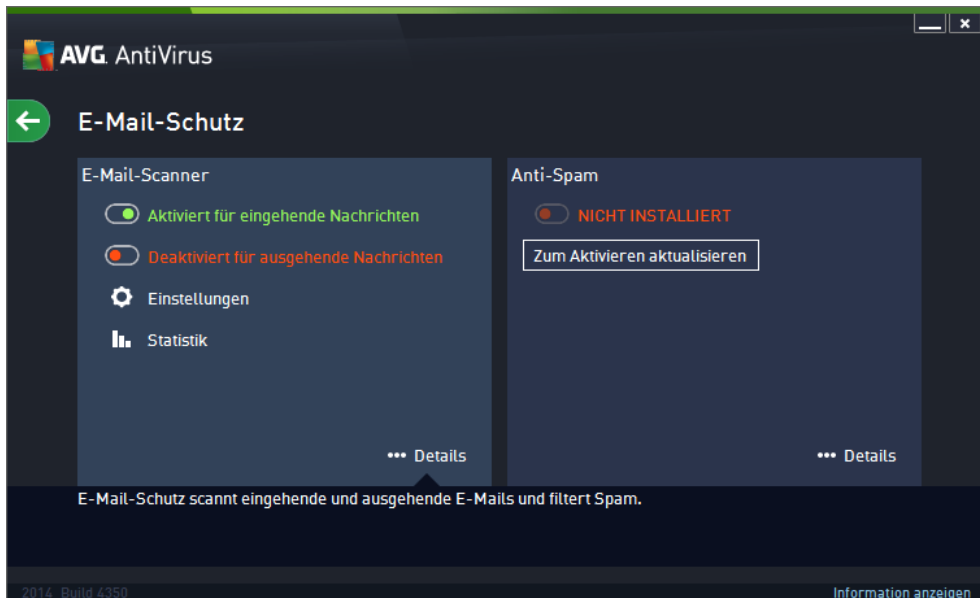 AVG. AntiVirus
E-Mail-Schutz
E-Mail-Scanner
Aktiviert für eingehende Nachrichten
Deaktiviert für ausgehende Nachrichten
Einstellungen
Statistik
Details
Anti-Spam
NICHT INSTALLIERT
Zum Aktivieren aktualisieren
Details
E-Mail-Schutz scannt eingehende und ausgehende E-Mails und filtert Spam.
2014 Build 4350
Information anzeigen